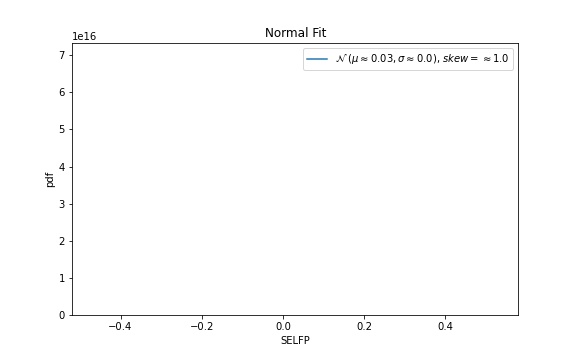 Normal Fit
1e16
7
6
5
4
3
2
1
0
pdf
𝒩 (μ ≈ 0.03, σ ≈ 0.0), skew = ≈ 1.0
−0.4 −0.2 0.0 0.2 0.4
SELFP